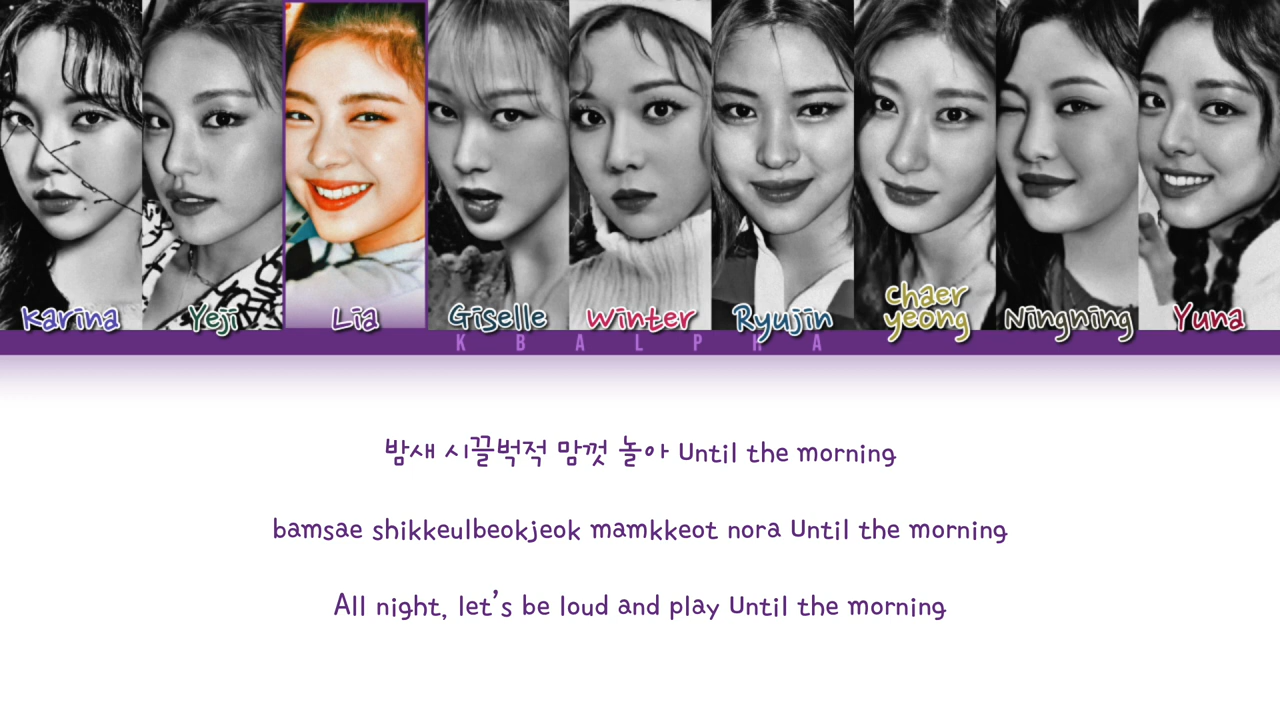 Karina Yeji Lia Giselle Winter Ryujin chaer yeong Ningning Yuna
KBALPHA
밤새 시끌벅적 맘껏 놀아 Until the morning
bamsae shikkeulbeokjeok mamkkeot nora Until the morning
All night, let's be loud and play Until the morning